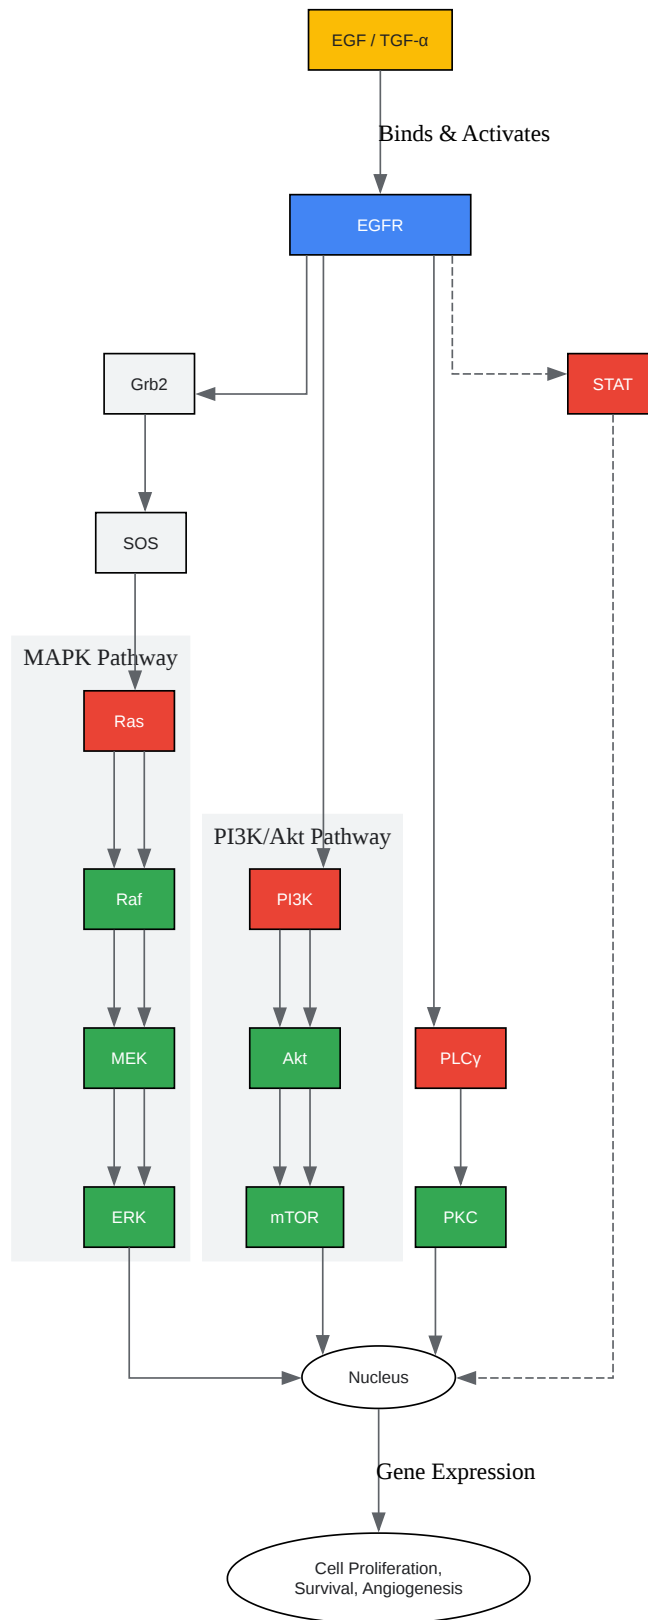 EGF / TGF-α
Binds & Activates
EGFR
Grb2
STAT
SOS
MAPK Pathway
Ras
PI3K/Akt Pathway
Raf
PI3K
MEK
Akt
PLCγ
ERK
mTOR
PKC
Nucleus
Gene Expression
Cell Proliferation,
Survival, Angiogenesis